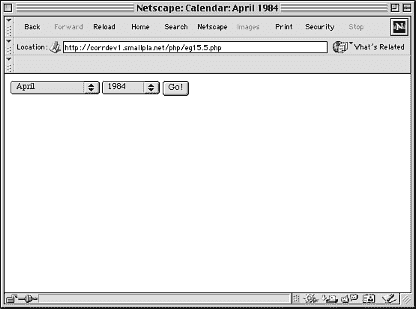 Netscape: Calendar: April 1984
Back Forward Reload Home Search Netscape Images Print Security Stop
Location: http://corrdev1.smallpla.net/php/eg15.5.php What's Related
April 1984 Go!